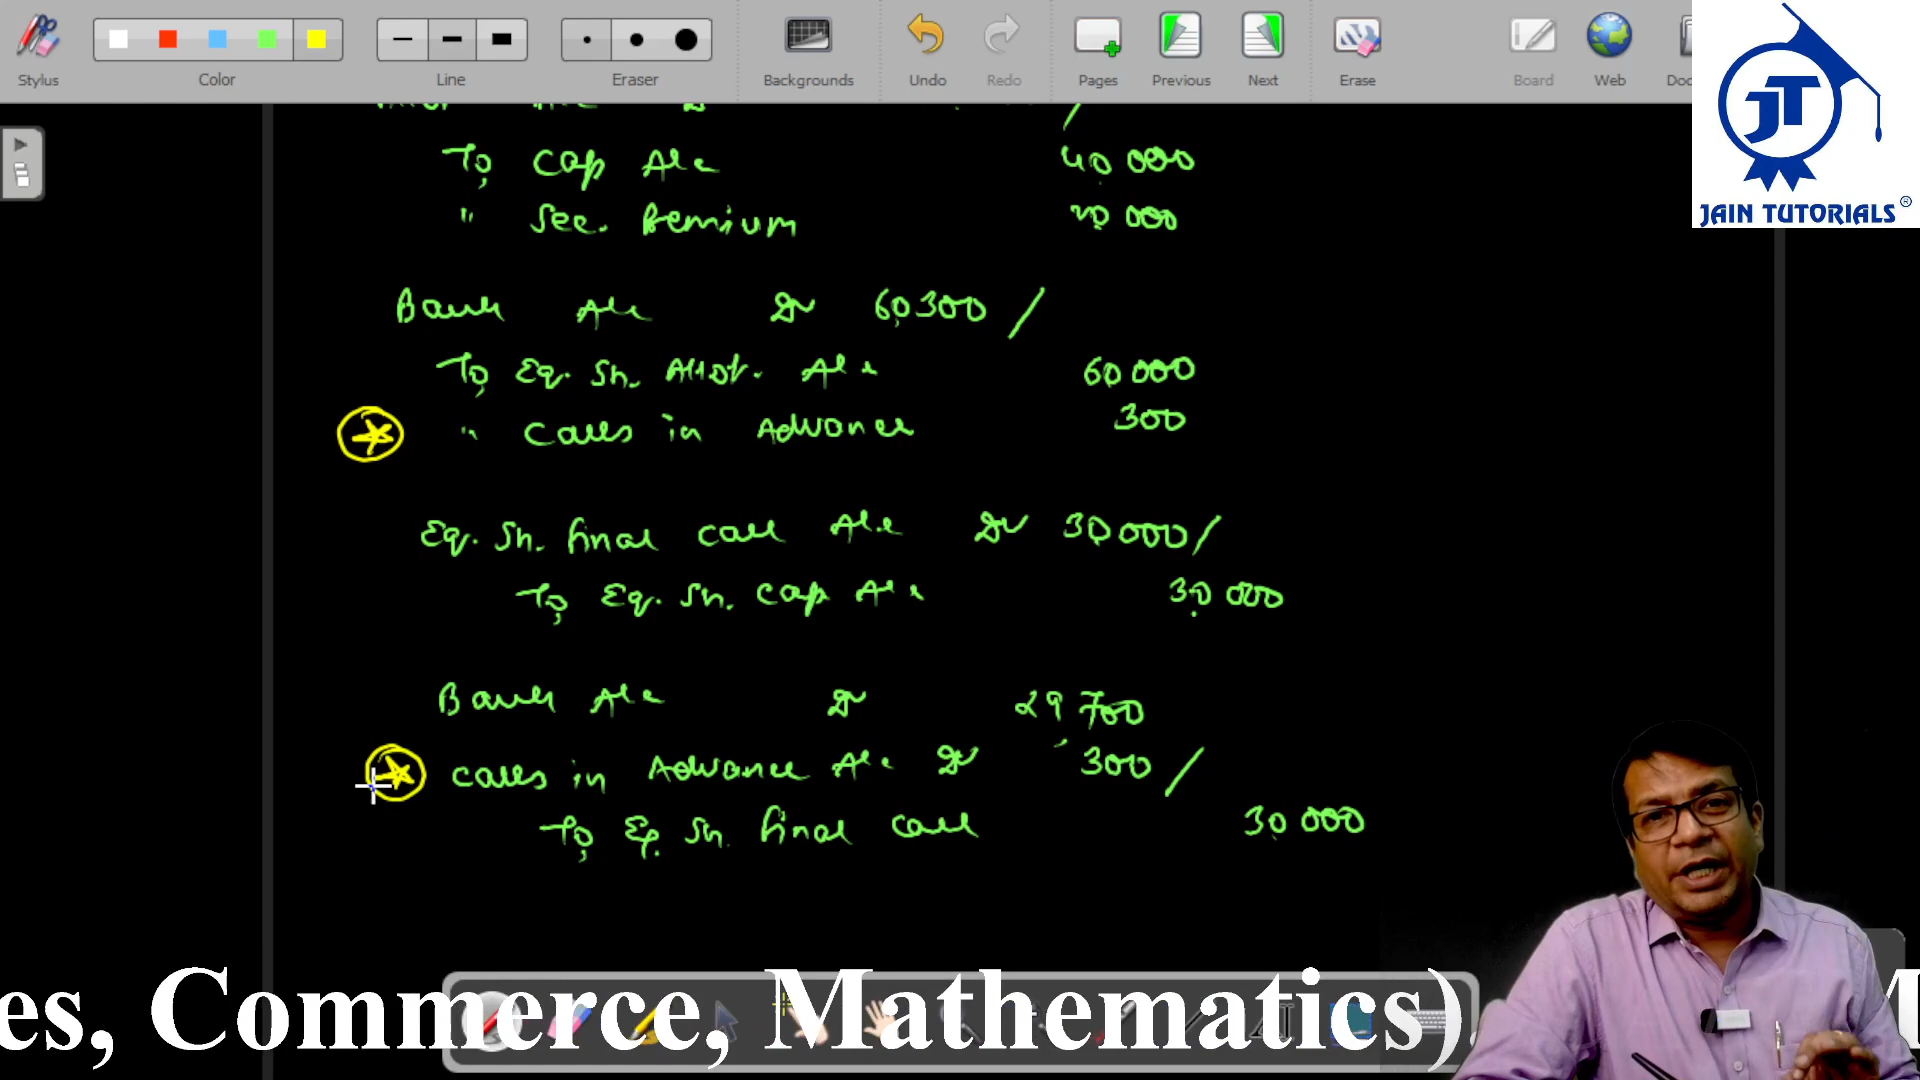 Stylus
Color
Line
Eraser
Backgrounds
Undo
Redo
Pages
Previous
Next
Erase
Board
Web
Doc
JT
JAIN TUTORIALS®
To Cap A/c 40000
" Sec. Premium 20 000
Bank A/c Dr 60300 /
To Eq. Sh. Allot. A/c 60 000
" Calls in Advance 300
Eq. Sh. final call A/c Dr 30 000 /
To Eq. Sh. Cap A/c 30 000
Bank A/c Dr 29 700
Calls in Advance A/c Dr 300 /
To Eq. Sh. final call 30 000
es, Commerce, Mathematics).